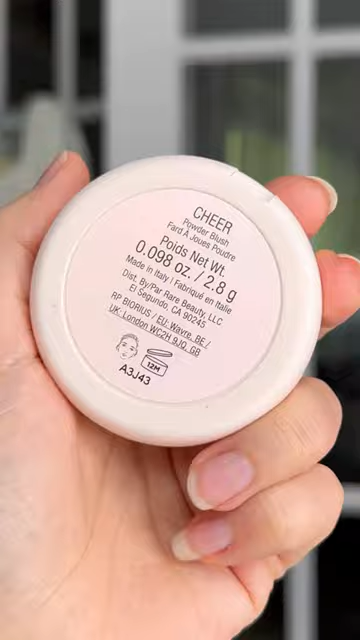 CHEER
Powder Blush
Fard À Joues Poudre
Poids Net Wt.
0.098 oz. / 2.8 g
Made in Italy | Fabriqué en Italie
Dist. By/Par Rare Beauty, LLC
El Segundo, CA 90245
RP BIORIUS / EU: Wavre, BE /
UK: London WC2H 9JQ, GB
12M
A3J43